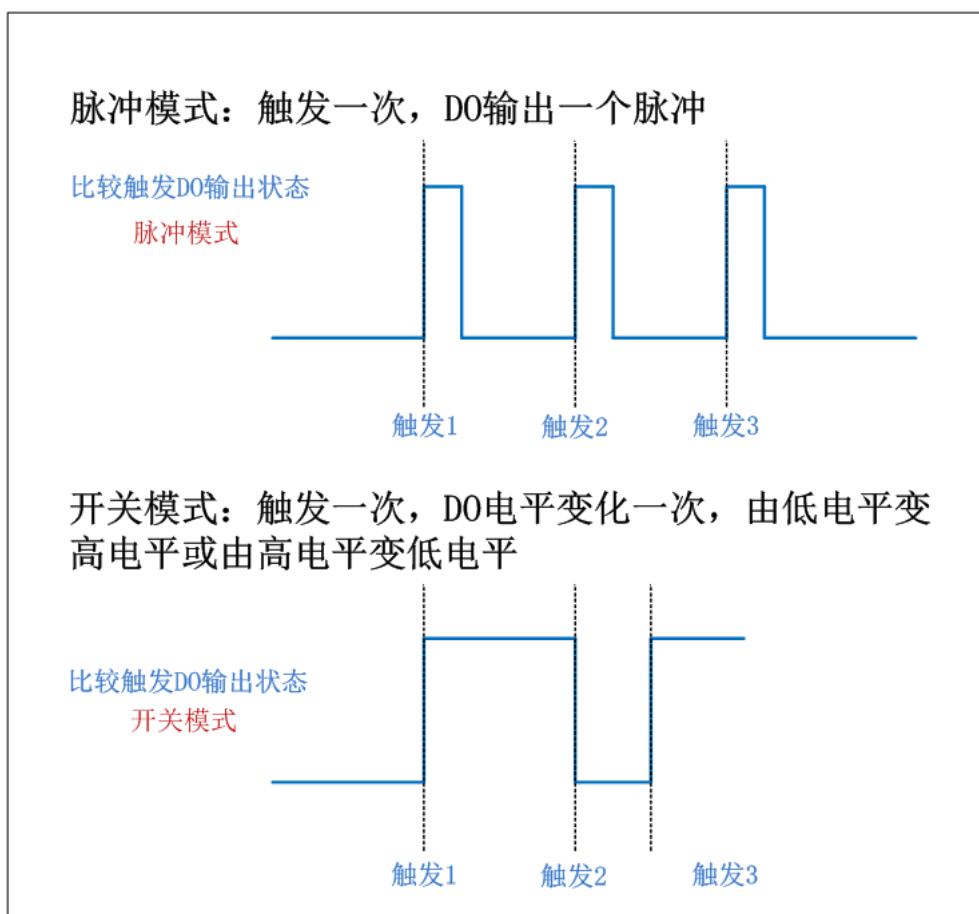 脉冲模式：触发一次，DO输出一个脉冲
比较触发DO输出状态
脉冲模式
触发1
触发2
触发3
开关模式：触发一次，DO电平变化一次，由低电平变
高电平或由高电平变低电平
比较触发DO输出状态
开关模式
触发1
触发2
触发3